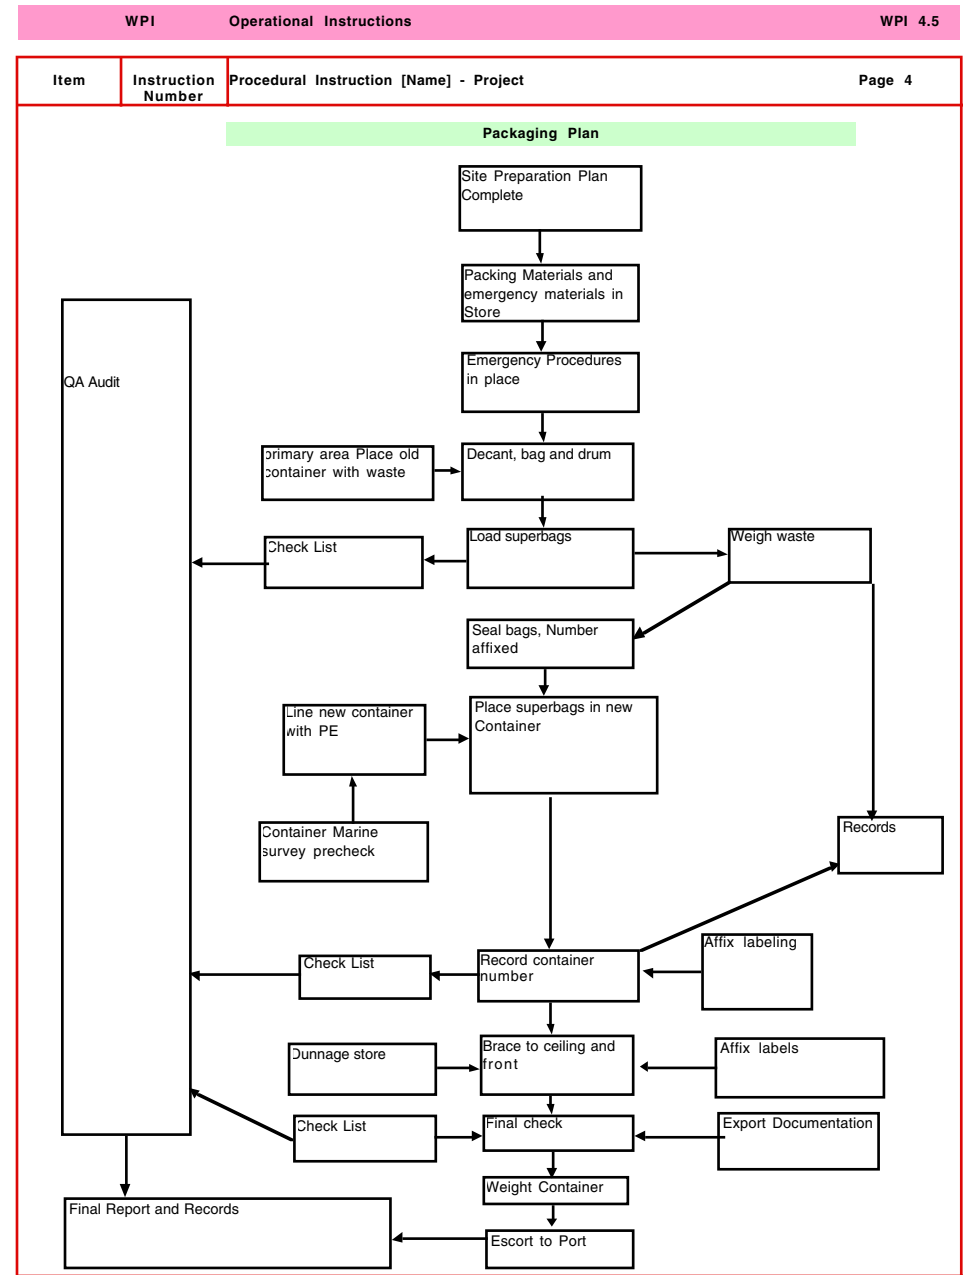 WPI Operational Instructions WPI 4.5
Item Instruction Procedural Instruction [Name] - Project Page 4
Number
Packaging Plan
Site Preparation Plan
Complete
Packing Materials and
emergency materials in
Store
Emergency Procedures
in place
QA Audit
primary area Place old
container with waste
Decant, bag and drum
Check List
Load superbags
Weigh waste
Seal bags, Number
affixed
Line new container
with PE
Place superbags in new
Container
Container Marine
survey precheck
Records
Check List
Record container
number
Affix labeling
Dunnage store
Brace to ceiling and
front
Affix labels
Check List
Final check
Export Documentation
Weight Container
Final Report and Records
Escort to Port